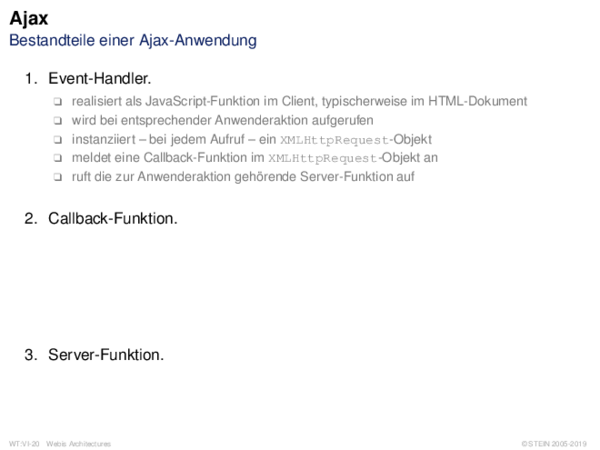 Ajax
Bestandteile einer Ajax-Anwendung
1. Event-Handler.
❑ realisiert als JavaScript-Funktion im Client, typischerweise im HTML-Dokument
❑ wird bei entsprechender Anwenderaktion aufgerufen
❑ instanziiert – bei jedem Aufruf – ein XMLHttpRequest-Objekt
❑ meldet eine Callback-Funktion im XMLHttpRequest-Objekt an
❑ ruft die zur Anwenderaktion gehörende Server-Funktion auf
2. Callback-Funktion.
3. Server-Funktion.
WT:VI-20 Webis Architectures © STEIN 2005-2019